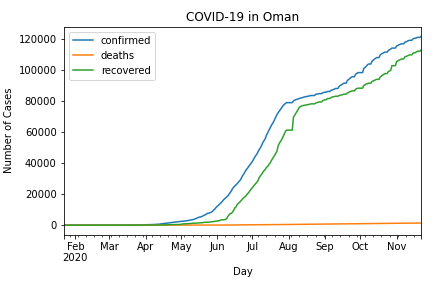 COVID-19 in Oman
confirmed
deaths
recovered
120000
100000
80000
60000
40000
20000
0
Number of Cases
Feb Mar Apr May Jun Jul Aug Sep Oct Nov
2020
Day